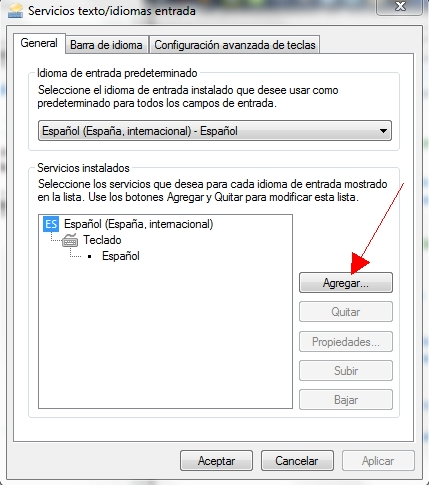 Servicios texto/idiomas entrada
General
Barra de idioma
Configuración avanzada de teclas
Idioma de entrada predeterminado
Seleccione el idioma de entrada instalado que desee usar como
predeterminado para todos los campos de entrada.
Español (España, internacional) - Español
Servicios instalados
Seleccione los servicios que desea para cada idioma de entrada mostrado
en la lista. Use los botones Agregar y Quitar para modificar esta lista.
ES Español (España, internacional)
Teclado
Español
Agregar...
Quitar
Propiedades...
Subir
Bajar
Aceptar
Cancelar
Aplicar